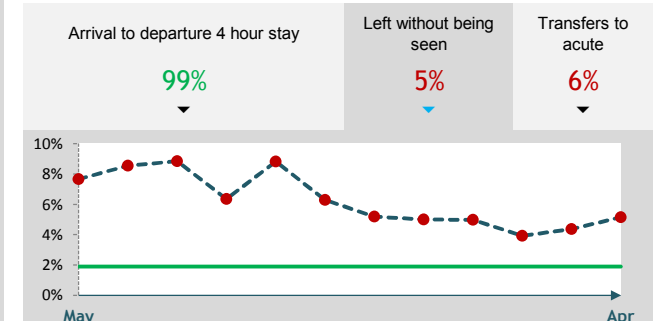 Arrival to departure 4 hour stay
99%
Left without being
seen
5%
Transfers to
acute
6%
10%
8%
6%
4%
2%
0%
May
Apr